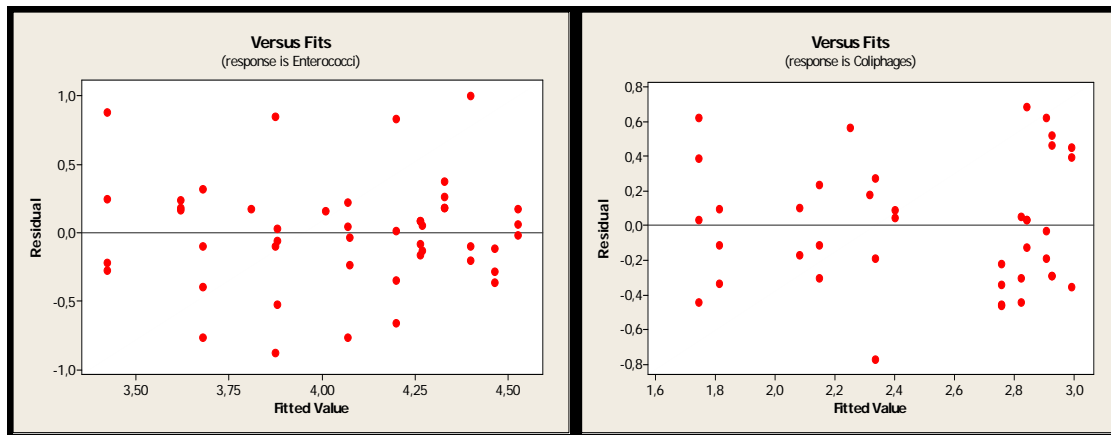 Versus Fits
(response is Enterococci)
1,0
0,5
0,0
-0,5
-1,0
Residual
3,50 3,75 4,00 4,25 4,50
Fitted Value
Versus Fits
(response is Coliphages)
0,8
0,6
0,4
0,2
0,0
-0,2
-0,4
-0,6
-0,8
Residual
1,6 1,8 2,0 2,2 2,4 2,6 2,8 3,0
Fitted Value